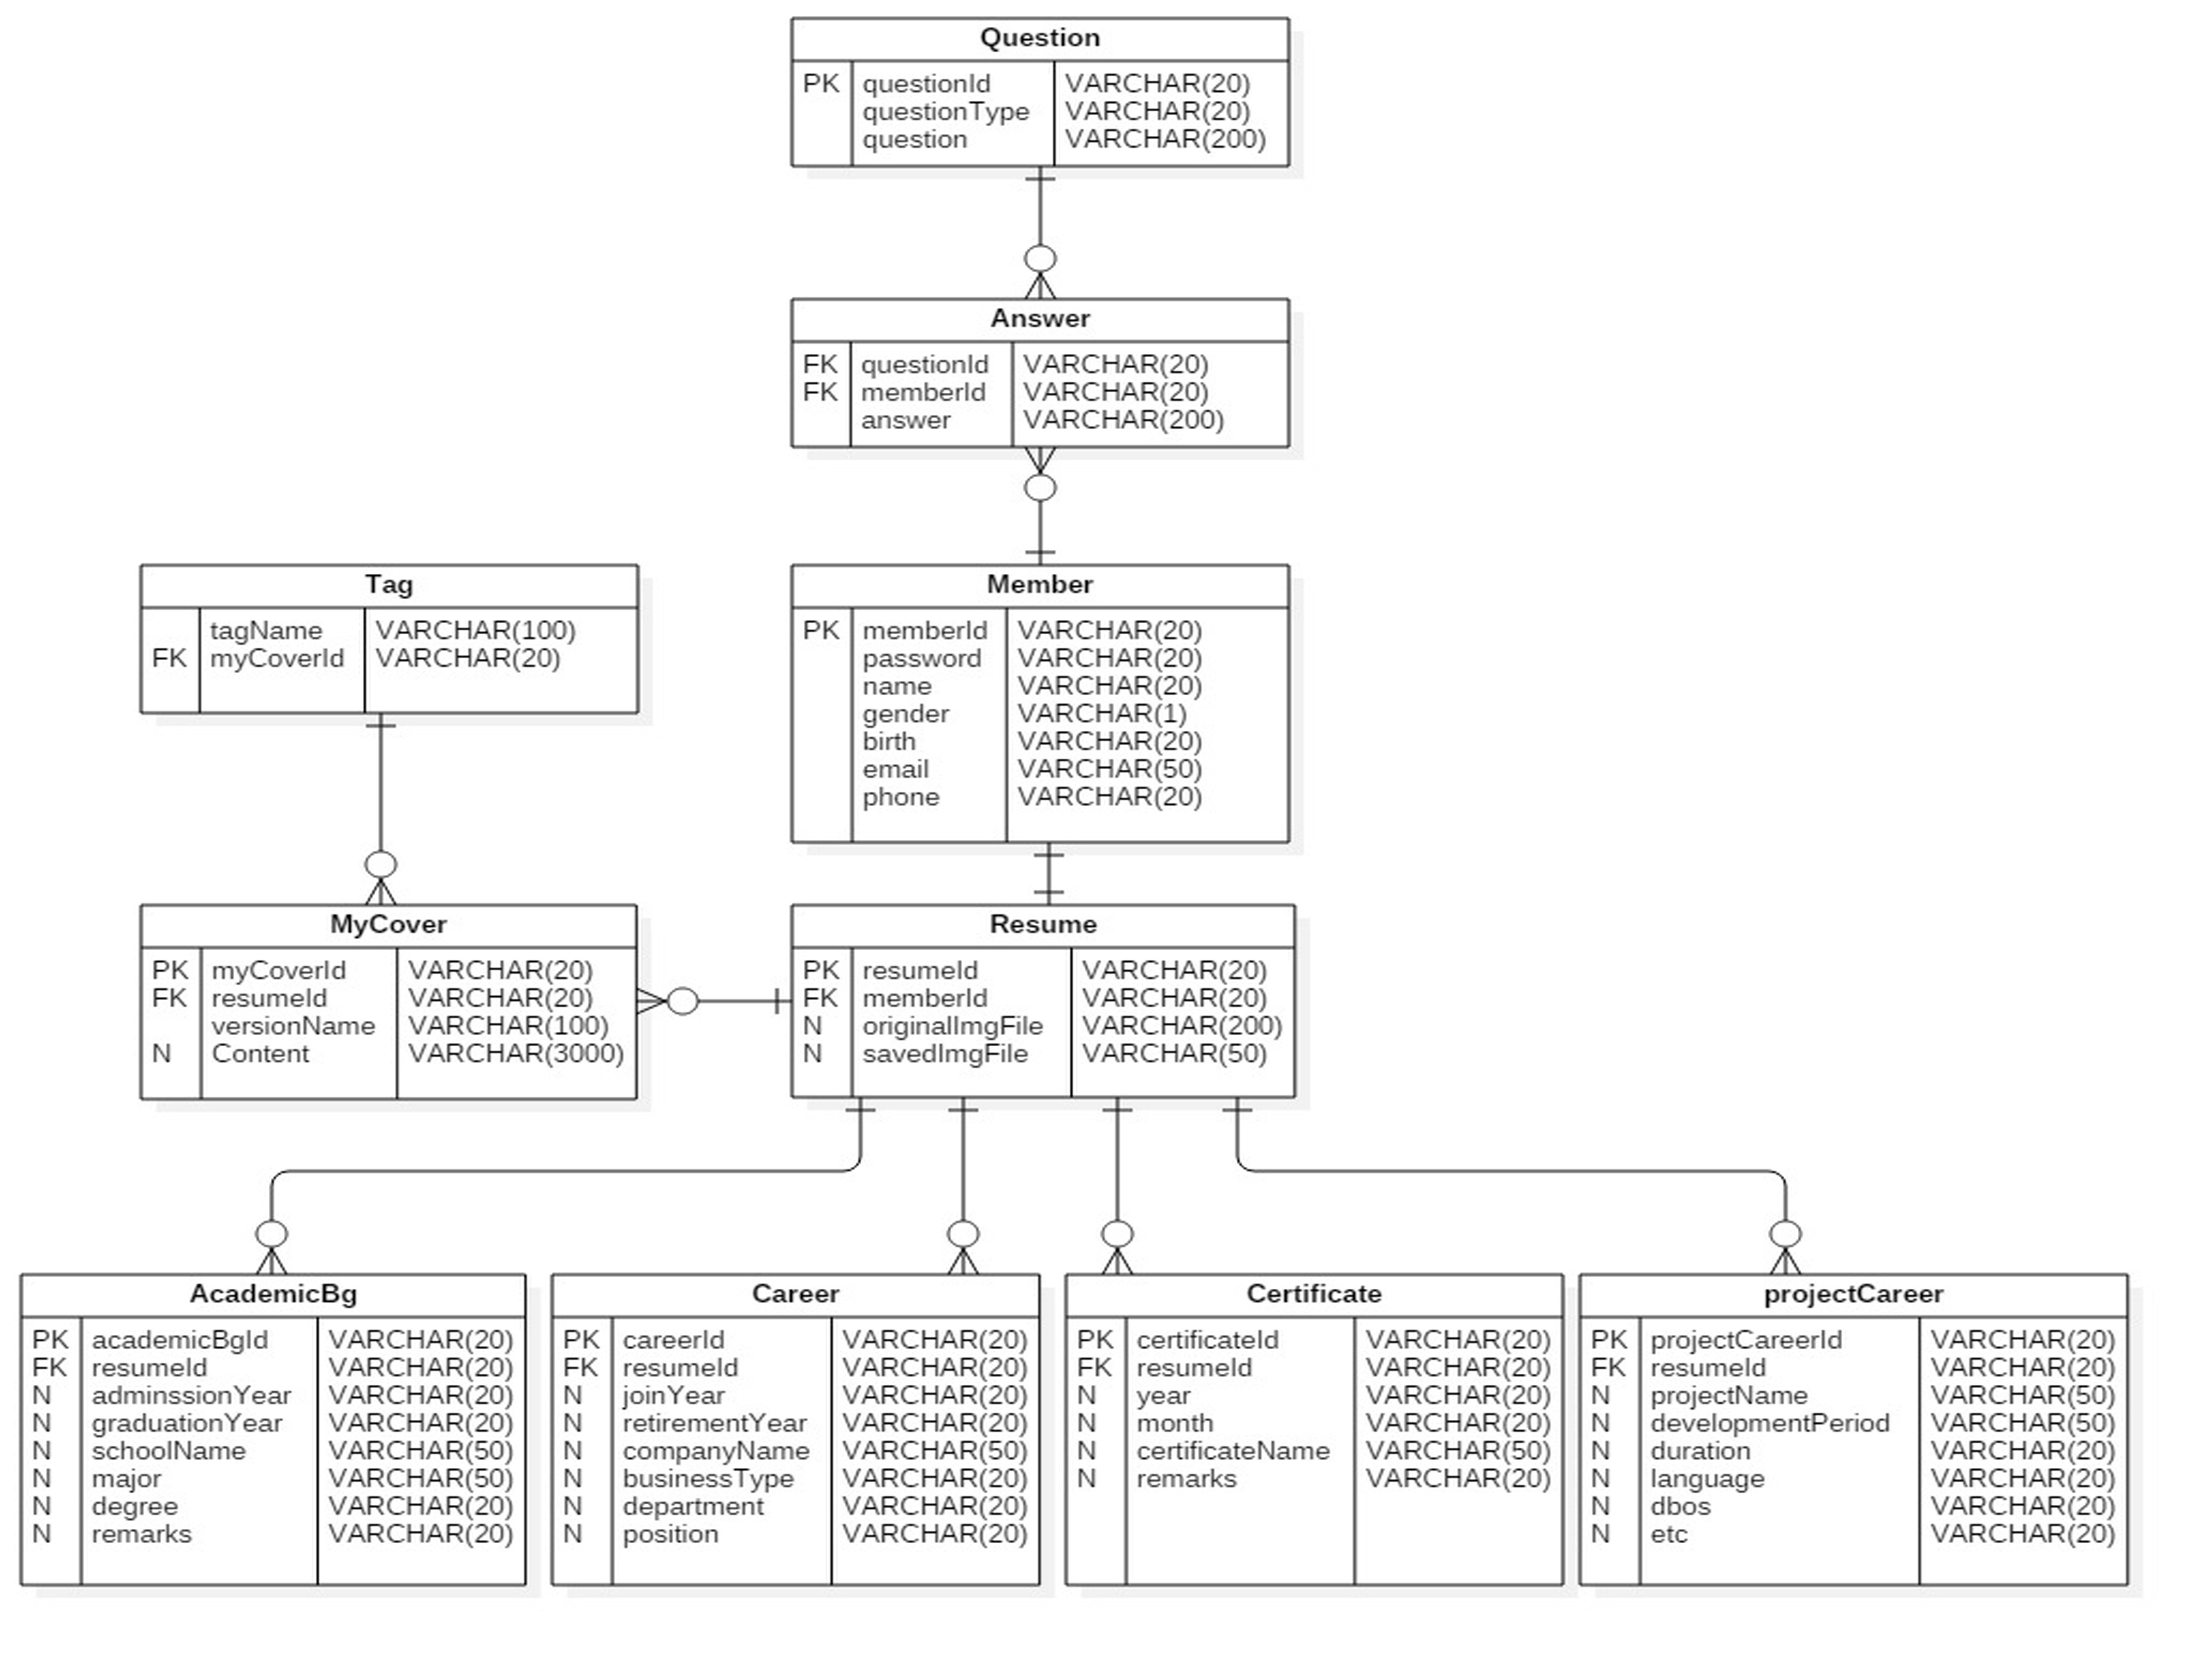 Question
PK questionId VARCHAR(20)
questionType VARCHAR(20)
question VARCHAR(200)
Answer
FK questionId VARCHAR(20)
FK memberId VARCHAR(20)
answer VARCHAR(200)
Tag
tagName VARCHAR(100)
FK myCoverId VARCHAR(20)
Member
PK memberId VARCHAR(20)
password VARCHAR(20)
name VARCHAR(20)
gender VARCHAR(1)
birth VARCHAR(20)
email VARCHAR(50)
phone VARCHAR(20)
MyCover
PK myCoverId VARCHAR(20)
FK resumeId VARCHAR(20)
versionName VARCHAR(100)
N Content VARCHAR(3000)
Resume
PK resumeId VARCHAR(20)
FK memberId VARCHAR(20)
N originalImgFile VARCHAR(200)
N savedImgFile VARCHAR(50)
AcademicBg
PK academicBgId VARCHAR(20)
FK resumeId VARCHAR(20)
N adminssionYear VARCHAR(20)
N graduationYear VARCHAR(20)
N schoolName VARCHAR(50)
N major VARCHAR(50)
N degree VARCHAR(20)
N remarks VARCHAR(20)
Career
PK careerId VARCHAR(20)
FK resumeId VARCHAR(20)
N joinYear VARCHAR(20)
N retirementYear VARCHAR(20)
N companyName VARCHAR(50)
N businessType VARCHAR(20)
N department VARCHAR(20)
N position VARCHAR(20)
Certificate
PK certificateId VARCHAR(20)
FK resumeId VARCHAR(20)
N year VARCHAR(20)
N month VARCHAR(20)
N certificateName VARCHAR(50)
N remarks VARCHAR(20)
projectCareer
PK projectCareerId VARCHAR(20)
FK resumeId VARCHAR(20)
N projectName VARCHAR(50)
N developmentPeriod VARCHAR(50)
N duration VARCHAR(20)
N language VARCHAR(20)
N dbos VARCHAR(20)
N etc VARCHAR(20)